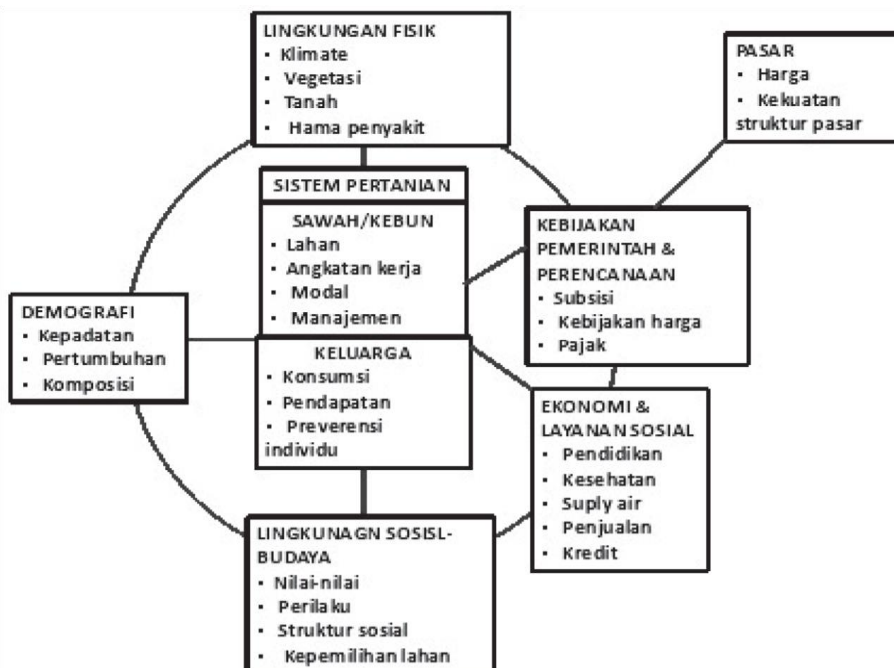 LINGKUNGAN FISIK
• Klimate
• Vegetasi
• Tanah
• Hama penyakit
PASAR
• Harga
• Kekuatan
struktur pasar
SISTEM PERTANIAN
SAWAH/KEBUN
• Lahan
• Angkatan kerja
• Modal
• Manajemen
KEBIJAKAN
PEMERINTAH &
PERENCANAAN
• Subsisi
• Kebijakan harga
• Pajak
DEMOGRAFI
• Kepadatan
• Pertumbuhan
• Komposisi
KELUARGA
• Konsumsi
• Pendapatan
• Preverensi
individu
EKONOMI &
LAYANAN SOSIAL
• Pendidikan
• Kesehatan
• Suply air
• Penjualan
• Kredit
LINGKUNAGN SOSISL-
BUDAYA
• Nilai-nilai
• Perilaku
• Struktur sosial
• Kepemilihan lahan